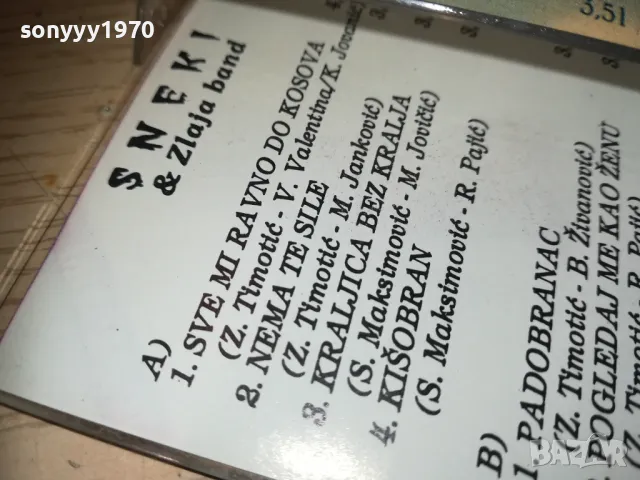 sonyyy1970
SNEKI
& Zlaja band
A)
1. SVE MI RAVNO DO KOSOVA
(Z. Timotić - V. Valentina/K. Jovanović)
2. NEMA TE SILE
(Z. Timotić - M. Janković)
3. KRALJICA BEZ KRALJA
(S. Maksimović - M. Jovičić)
4. KIŠOBRAN
(S. Maksimović - R. Pajić)
B)
1. PADOBRANAC
(Z. Timotić - B. Živanović)
POGLEDAJ ME KAO ŽENU
3,51
BAZAR